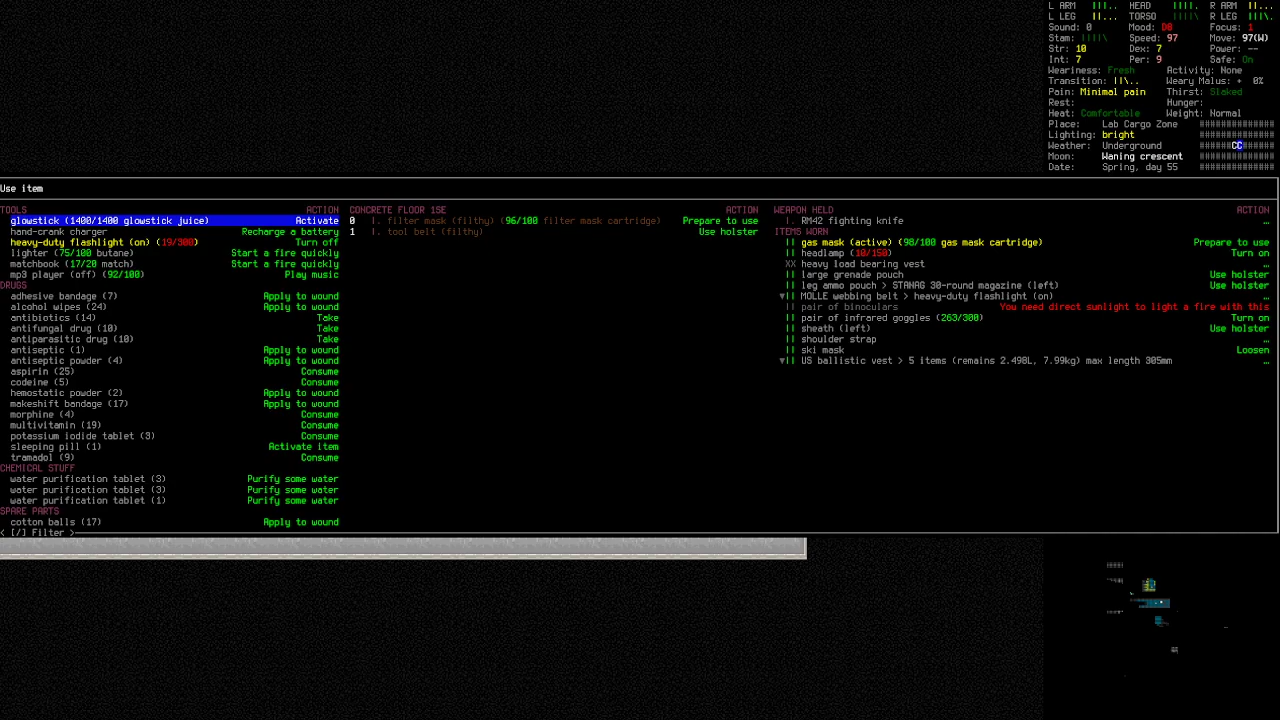 L ARM |||.. HEAD ||||. R ARM ||...
L LEG ||... TORSO ||||\ R LEG |||\.
Sound: 0 Mood: D0 Focus: 1
Stam: ||||\ Speed: 97 Move: 97(W)
Str: 10 Dex: 7 Power: --
Int: 7 Per: 9 Safe: On
Weariness: Fresh Activity: None
Transition: ||\.. Weary Malus: + 0%
Pain: Minimal pain Thirst: Slaked
Rest: Hunger:
Heat: Comfortable Weight: Normal
Place: Lab Cargo Zone
Lighting: bright
Weather: Underground
Moon: Waning crescent
Date: Spring, day 55
Use item
TOOLS ACTION
glowstick (1400/1400 glowstick juice) Activate
hand-crank charger Recharge a battery
heavy-duty flashlight (on) (19/300) Turn off
lighter (75/100 butane) Start a fire quickly
matchbook (17/20 match) Start a fire quickly
mp3 player (off) (92/100) Play music
DRUGS
adhesive bandage (7) Apply to wound
alcohol wipes (24) Apply to wound
antibiotics (14) Take
antifungal drug (10) Take
antiparasitic drug (10) Take
antiseptic (1) Apply to wound
antiseptic powder (4) Apply to wound
aspirin (25) Consume
codeine (5) Consume
hemostatic powder (2) Apply to wound
makeshift bandage (17) Apply to wound
morphine (4) Consume
multivitamin (19) Consume
potassium iodide tablet (3) Consume
sleeping pill (1) Activate item
tramadol (9) Consume
CHEMICAL STUFF
water purification tablet (3) Purify some water
water purification tablet (3) Purify some water
water purification tablet (1) Purify some water
SPARE PARTS
cotton balls (17) Apply to wound
< [/] Filter >
CONCRETE FLOOR 1SE ACTION
0 |. filter mask (filthy) (96/100 filter mask cartridge) Prepare to use
1 |. tool belt (filthy) Use holster
WEAPON HELD ACTION
|. RM42 fighting knife …
ITEMS WORN
|| gas mask (active) (98/100 gas mask cartridge) Prepare to use
|| headlamp (10/150) Turn on
XX heavy load bearing vest …
|| large grenade pouch Use holster
|| leg ammo pouch > STANAG 30-round magazine (left) Use holster
▼|| MOLLE webbing belt > heavy-duty flashlight (on) …
|| pair of binoculars You need direct sunlight to light a fire with this
|| pair of infrared goggles (263/300) Turn on
|| sheath (left) Use holster
|| shoulder strap …
|| ski mask Loosen
▼|| US ballistic vest > 5 items (remains 2.498L, 7.99kg) max length 305mm …